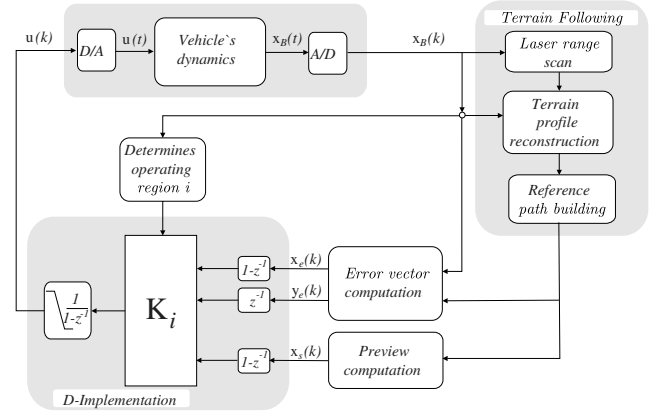 Terrain Following
u(k)
D/A
u(t)
Vehicle`s
dynamics
x_B(t)
A/D
x_B(k)
Laser range
scan
Terrain
profile
reconstruction
Determines
operating
region i
Reference
path building
1
1-z⁻¹
K_i
1-z⁻¹
x_e(k)
z⁻¹
y_e(k)
Error vector
computation
1-z⁻¹
x_s(k)
Preview
computation
D-Implementation